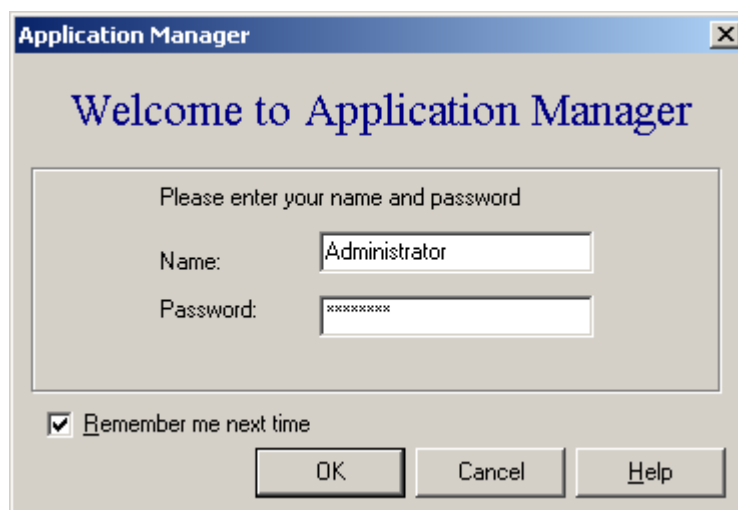 Application Manager
Welcome to Application Manager
Please enter your name and password
Name: Administrator
Password: ********
Remember me next time
OK Cancel Help